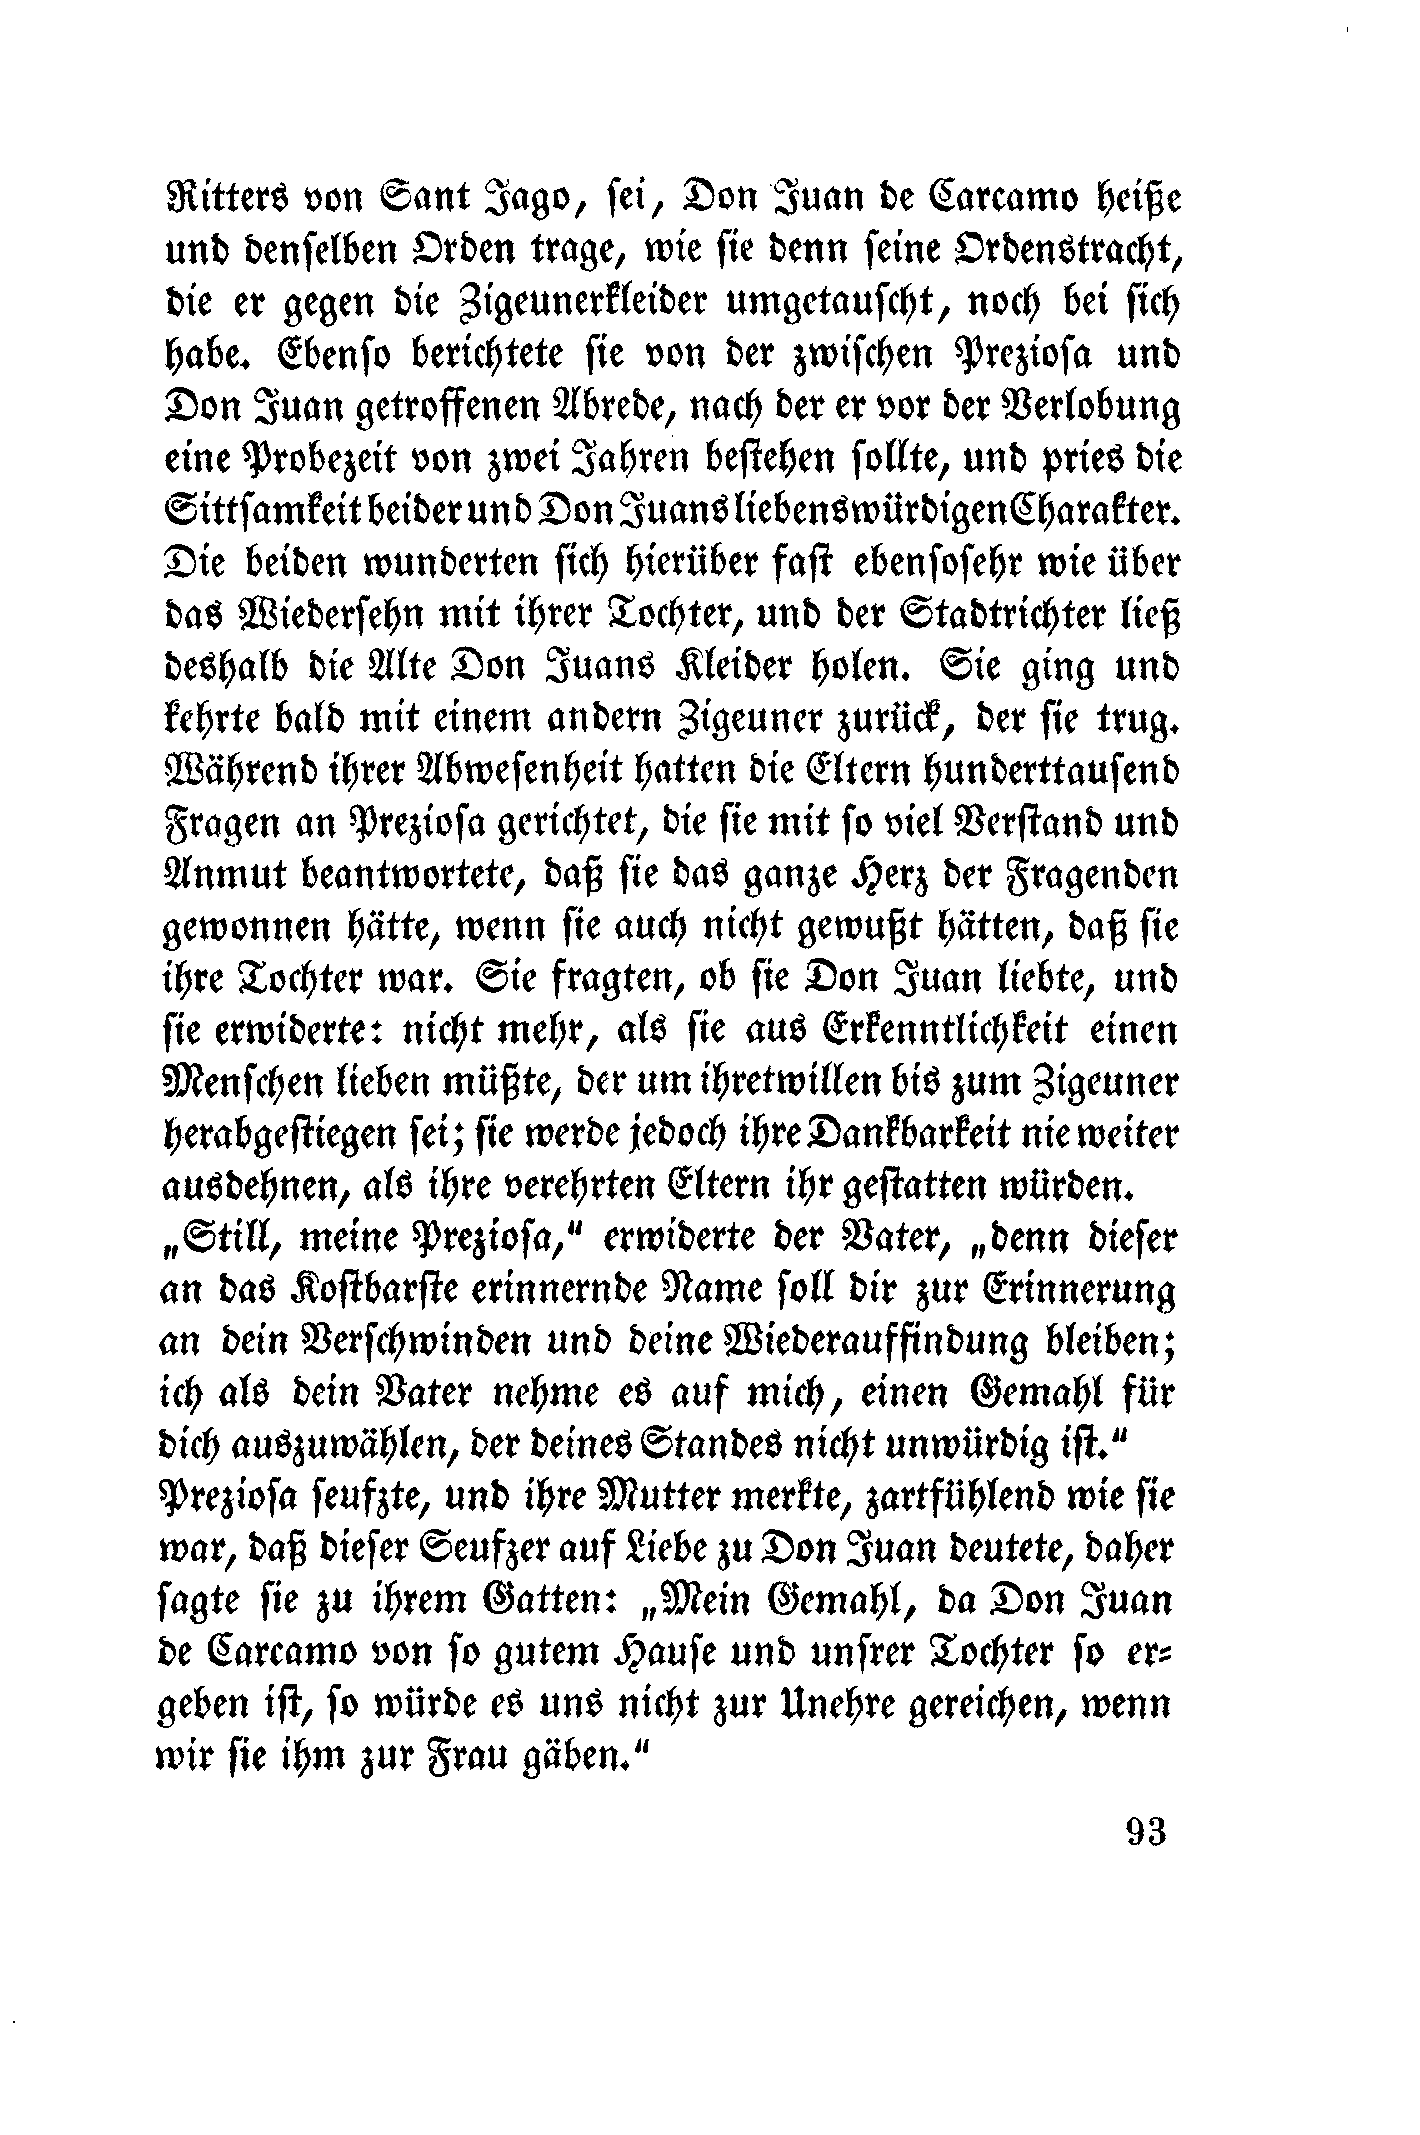 Ritters von Sant Jago, sei, Don Juan de Carcamo heiße
und denselben Orden trage, wie sie denn seine Ordenstracht,
die er gegen die Zigeunerkleider umgetauscht, noch bei sich
habe. Ebenso berichtete sie von der zwischen Preziosa und
Don Juan getroffenen Abrede, nach der er vor der Verlobung
eine Probezeit von zwei Jahren bestehen sollte, und pries die
Sittsamkeit beider und Don Juans liebenswürdigen Charakter.
Die beiden wunderten sich hierüber fast ebensosehr wie über
das Wiedersehn mit ihrer Tochter, und der Stadtrichter ließ
deshalb die Alte Don Juans Kleider holen. Sie ging und
kehrte bald mit einem andern Zigeuner zurück, der sie trug.
Während ihrer Abwesenheit hatten die Eltern hunderttausend
Fragen an Preziosa gerichtet, die sie mit so viel Verstand und
Anmut beantwortete, daß sie das ganze Herz der Fragenden
gewonnen hätte, wenn sie auch nicht gewußt hätten, daß sie
ihre Tochter war. Sie fragten, ob sie Don Juan liebte, und
sie erwiderte: nicht mehr, als sie aus Erkenntlichkeit einen
Menschen lieben müßte, der um ihretwillen bis zum Zigeuner
herabgestiegen sei; sie werde jedoch ihre Dankbarkeit nie weiter
ausdehnen, als ihre verehrten Eltern ihr gestatten würden.
„Still, meine Preziosa,“ erwiderte der Vater, „denn dieser
an das Kostbarste erinnernde Name soll dir zur Erinnerung
an dein Verschwinden und deine Wiederauffindung bleiben;
ich als dein Vater nehme es auf mich, einen Gemahl für
dich auszuwählen, der deines Standes nicht unwürdig ist.“
Preziosa seufzte, und ihre Mutter merkte, zartfühlend wie sie
war, daß dieser Seufzer auf Liebe zu Don Juan deutete, daher
sagte sie zu ihrem Gatten: „Mein Gemahl, da Don Juan
de Carcamo von so gutem Hause und unsrer Tochter so er-
geben ist, so würde es uns nicht zur Unehre gereichen, wenn
wir sie ihm zur Frau gäben.“
93